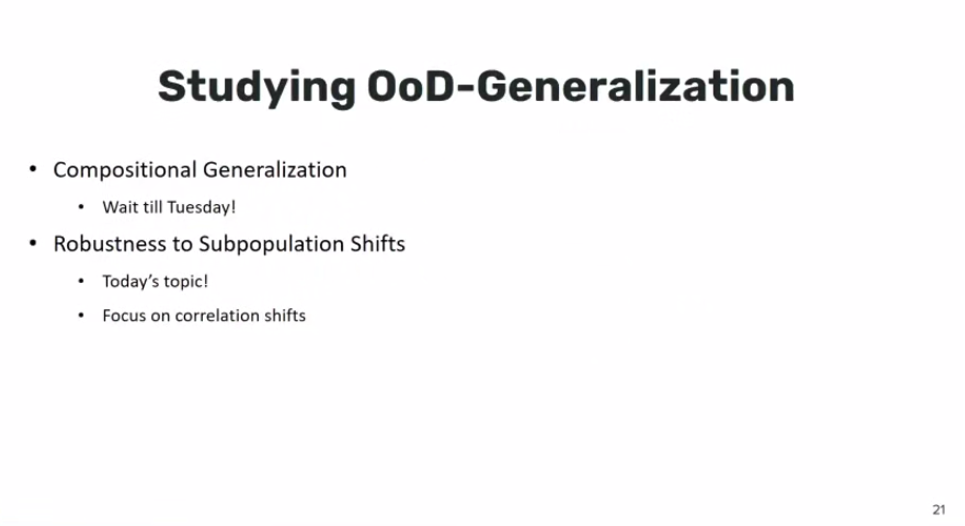 Studying OoD-Generalization
• Compositional Generalization
• Wait till Tuesday!
• Robustness to Subpopulation Shifts
• Today's topic!
• Focus on correlation shifts
21